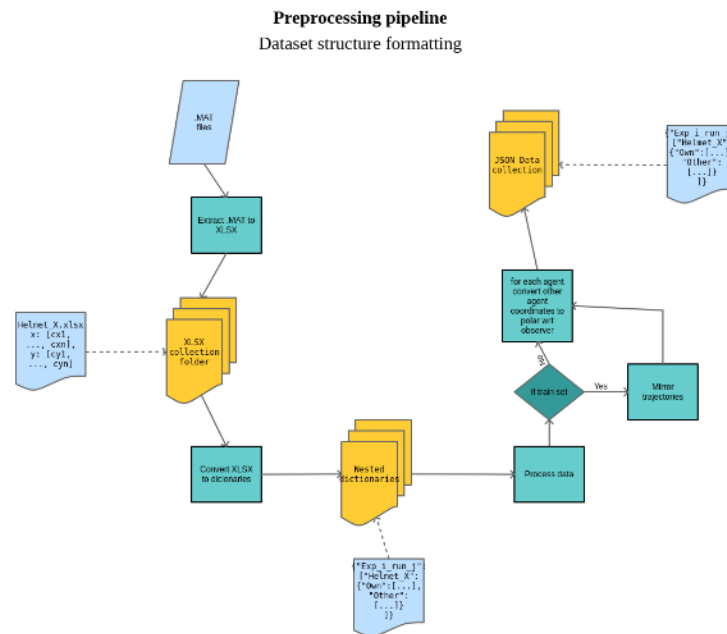 Preprocessing pipeline
Dataset structure formatting
.MAT
files
Extract .MAT to
XLSX
Helmet_X.xlsx
x: [cx1,
..., cxn],
y: [cy1,
..., cyn]
XLSX
collection
folder
Convert XLSX
to dicionaries
Nested
dictionaries
{"Exp_i_run_j":
["Helmet_X":
{"Own":[...],
"Other":
[...]}
]}
Process data
If train set
Yes
No
Mirror
trajectories
for each agent
convert other
agent
coordinates to
polar wrt
observer
JSON Data
collection
{"Exp_i_run_
["Helmet_X"
{"Own":[...]
"Other":
[...]}
]}